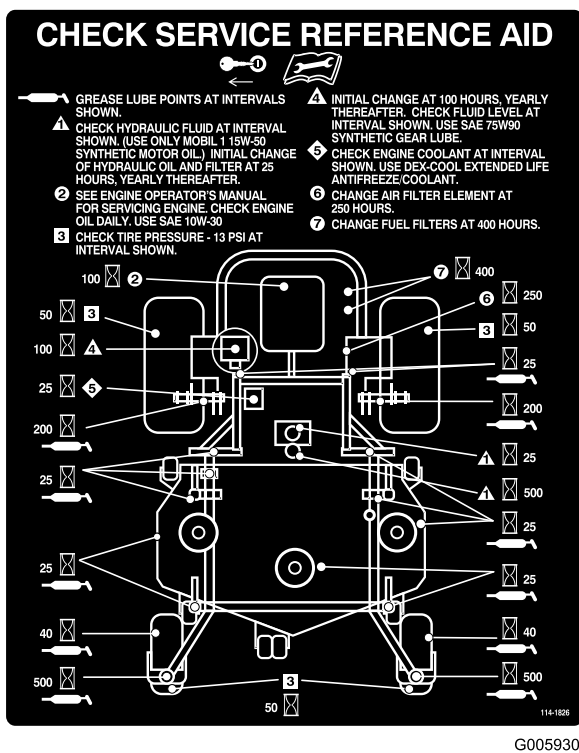 CHECK SERVICE REFERENCE AID
GREASE LUBE POINTS AT INTERVALS
SHOWN.
1 CHECK HYDRAULIC FLUID AT INTERVAL
SHOWN. (USE ONLY MOBIL 1 15W-50
SYNTHETIC MOTOR OIL.) INITIAL CHANGE
OF HYDRAULIC OIL AND FILTER AT 25
HOURS, YEARLY THEREAFTER.
2 SEE ENGINE OPERATOR'S MANUAL
FOR SERVICING ENGINE. CHECK ENGINE
OIL DAILY. USE SAE 10W-30
3 CHECK TIRE PRESSURE - 13 PSI AT
INTERVAL SHOWN.
4 INITIAL CHANGE AT 100 HOURS, YEARLY
THEREAFTER. CHECK FLUID LEVEL AT
INTERVAL SHOWN. USE SAE 75W90
SYNTHETIC GEAR LUBE.
5 CHECK ENGINE COOLANT AT INTERVAL
SHOWN. USE DEX-COOL EXTENDED LIFE
ANTIFREEZE/COOLANT.
6 CHANGE AIR FILTER ELEMENT AT
250 HOURS.
7 CHANGE FUEL FILTERS AT 400 HOURS.
100 2
7 400
6 250
50 3
3 50
100 4
25
25 5
200
200
1 25
25
1 500
25
25
25
40
40
500
500
3
50
114-1826
G005930